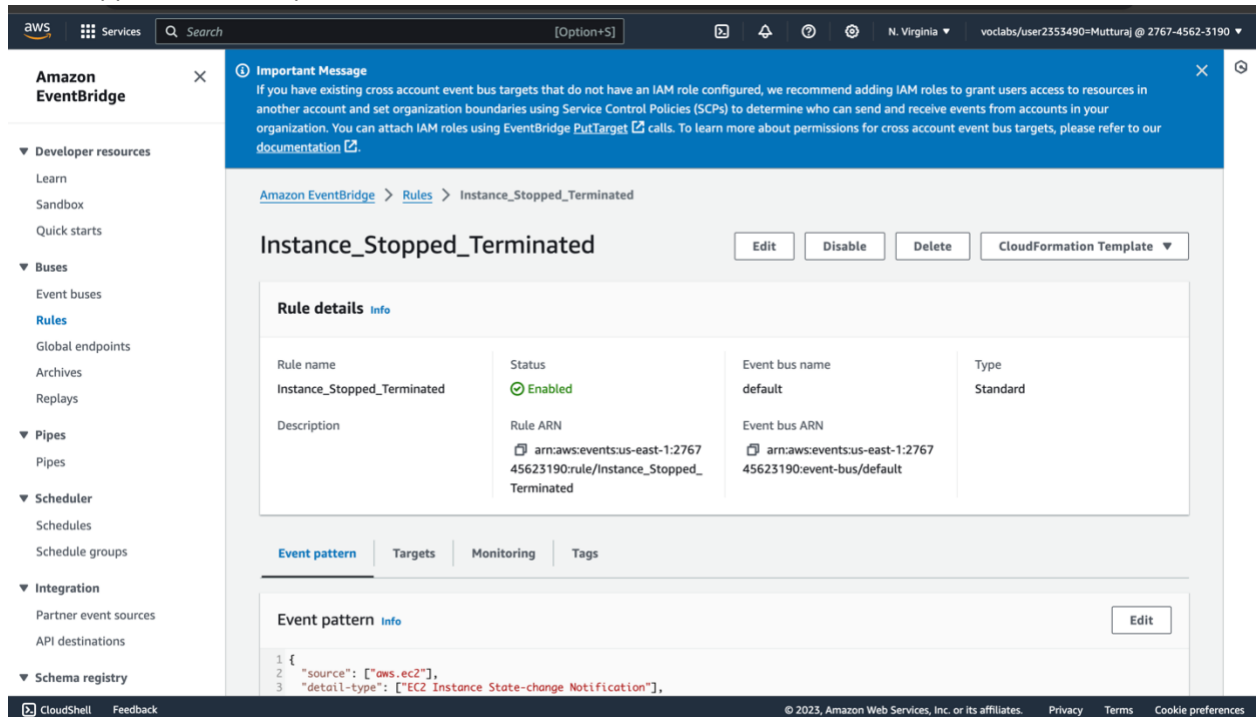 aws
Services
Search
[Option+S]
N. Virginia ▼
voclabs/user2353490=Mutturaj @ 2767-4562-3190 ▼
Amazon
EventBridge
▼ Developer resources
Learn
Sandbox
Quick starts
▼ Buses
Event buses
Rules
Global endpoints
Archives
Replays
▼ Pipes
Pipes
▼ Scheduler
Schedules
Schedule groups
▼ Integration
Partner event sources
API destinations
▼ Schema registry
Important Message
If you have existing cross account event bus targets that do not have an IAM role configured, we recommend adding IAM roles to grant users access to resources in
another account and set organization boundaries using Service Control Policies (SCPs) to determine who can send and receive events from accounts in your
organization. You can attach IAM roles using EventBridge PutTarget calls. To learn more about permissions for cross account event bus targets, please refer to our
documentation.
Amazon EventBridge > Rules > Instance_Stopped_Terminated
Instance_Stopped_Terminated
Edit
Disable
Delete
CloudFormation Template ▼
Rule details Info
Rule name
Instance_Stopped_Terminated
Description
Status
Enabled
Rule ARN
arn:aws:events:us-east-1:2767
45623190:rule/Instance_Stopped_
Terminated
Event bus name
default
Event bus ARN
arn:aws:events:us-east-1:2767
45623190:event-bus/default
Type
Standard
Event pattern
Targets
Monitoring
Tags
Event pattern Info
Edit
1 {
2 "source": ["aws.ec2"],
3 "detail-type": ["EC2 Instance State-change Notification"],
CloudShell
Feedback
© 2023, Amazon Web Services, Inc. or its affiliates.
Privacy
Terms
Cookie preferences